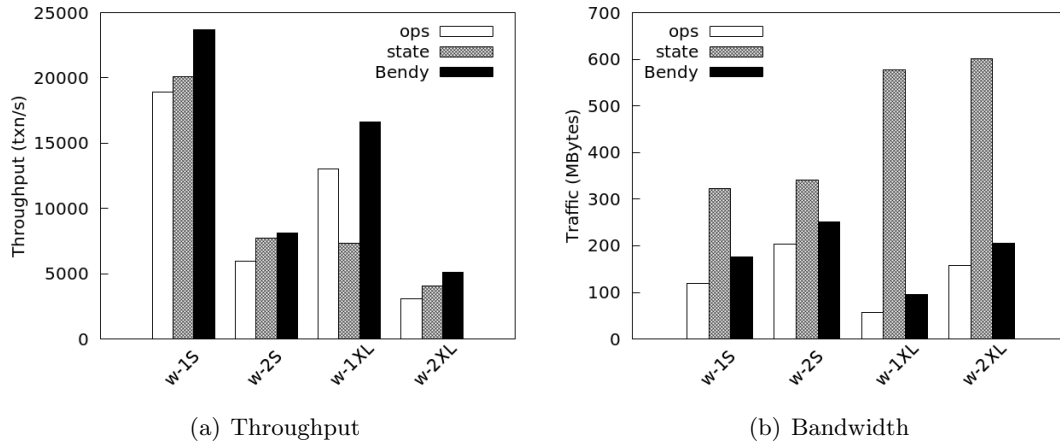 25000
20000
15000
10000
5000
0
Throughput (txn/s)
ops
state
Bendy
w-1S
w-2S
w-1XL
w-2XL
(a) Throughput
700
600
500
400
300
200
100
0
Traffic (MBytes)
ops
state
Bendy
w-1S
w-2S
w-1XL
w-2XL
(b) Bandwidth